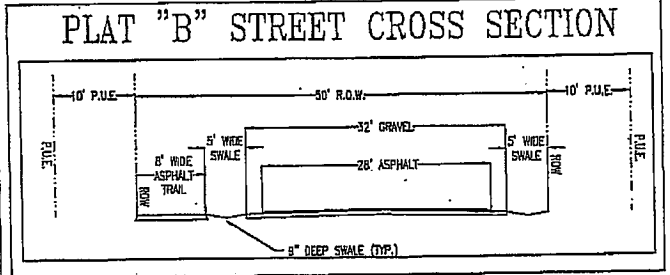 PLAT "B" STREET CROSS SECTION
10' P.U.E.
50' R.O.W.
10' P.U.E.
32' GRAVEL
P.U.E.
5' WIDE
SWALE
5' WIDE
SWALE
P.U.E.
8' WIDE
ASPHALT
TRAIL
28' ASPHALT
ROW
ROW
9" DEEP SWALE (TYP.)